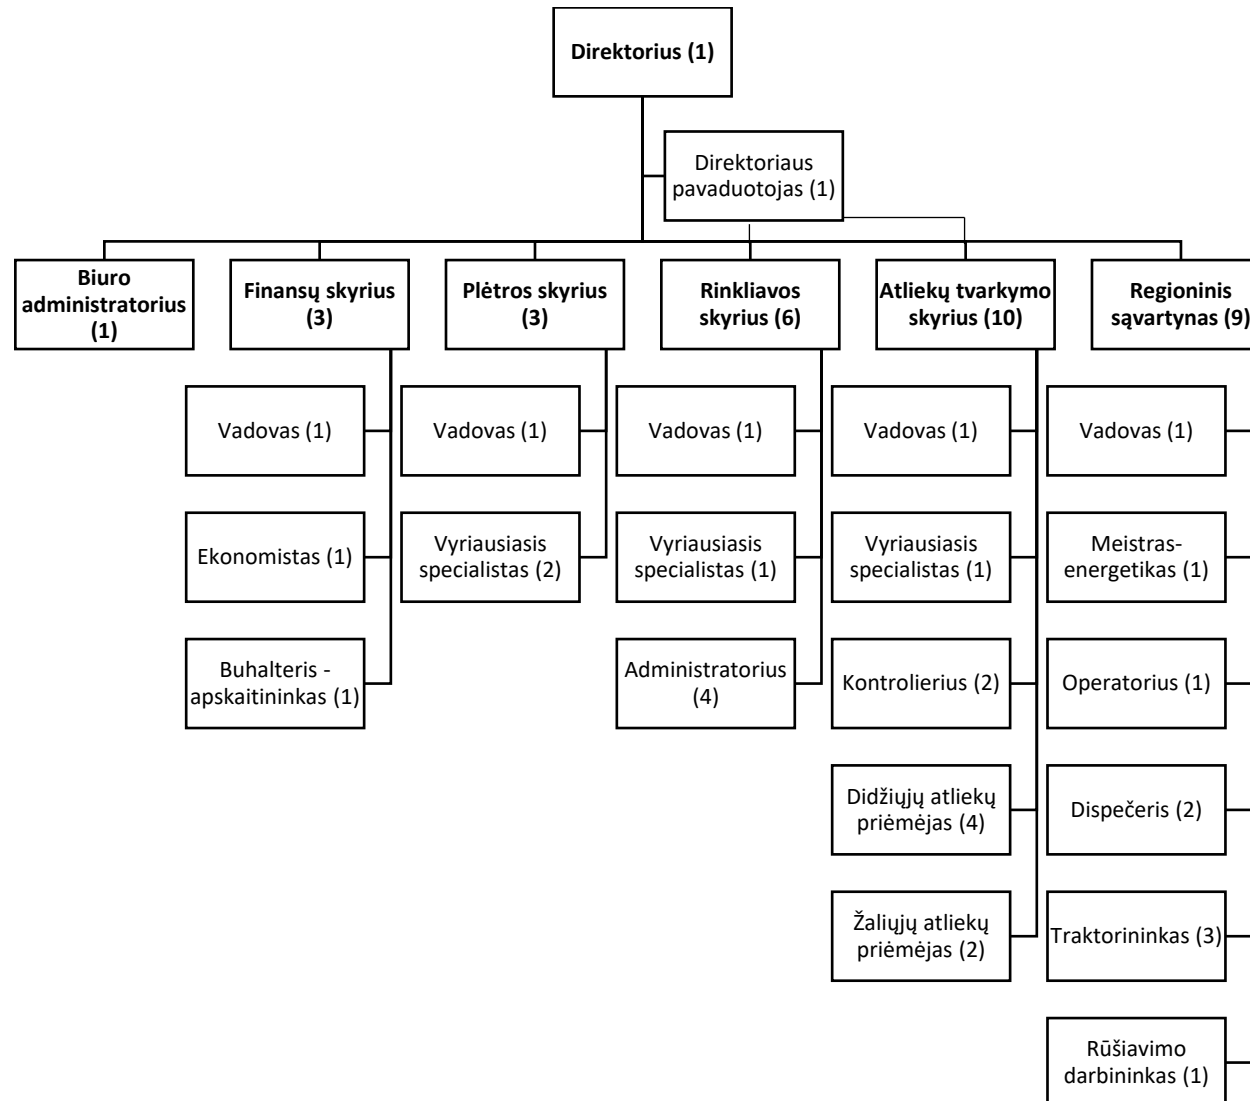 Direktorius (1)
Direktoriaus
pavaduotojas (1)
Biuro
administratorius
(1)
Finansų skyrius
(3)
Plėtros skyrius
(3)
Rinkliavos
skyrius (6)
Atliekų tvarkymo
skyrius (10)
Regioninis
sąvartynas (9)
Vadovas (1)
Ekonomistas (1)
Buhalteris -
apskaitininkas (1)
Vadovas (1)
Vyriausiasis
specialistas (2)
Vadovas (1)
Vyriausiasis
specialistas (1)
Administratorius
(4)
Vadovas (1)
Vyriausiasis
specialistas (1)
Kontrolierius (2)
Didžiųjų atliekų
priėmėjas (4)
Žaliųjų atliekų
priėmėjas (2)
Vadovas (1)
Meistras-
energetikas (1)
Operatorius (1)
Dispečeris (2)
Traktorininkas (3)
Rūšiavimo
darbininkas (1)